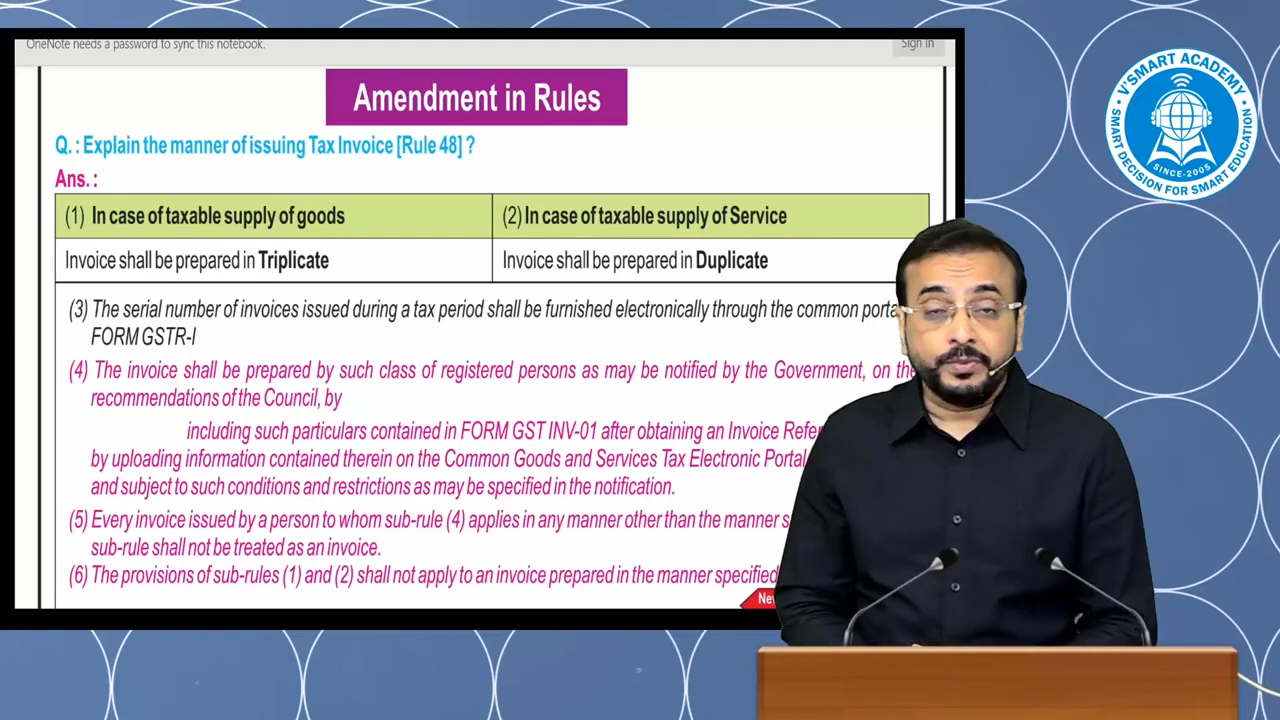 OneNote needs a password to sync this notebook.
Sign in
Amendment in Rules
Q. : Explain the manner of issuing Tax Invoice [Rule 48] ?
Ans. :
(1) In case of taxable supply of goods
(2) In case of taxable supply of Service
Invoice shall be prepared in Triplicate
Invoice shall be prepared in Duplicate
(3) The serial number of invoices issued during a tax period shall be furnished electronically through the common
FORM GSTR-I
(4) The invoice shall be prepared by such class of registered persons as may be notified by the Government, on the
recommendations of the Council, by
including such particulars contained in FORM GST INV-01 after obtaining an Invoice
by uploading information contained therein on the Common Goods and Services Tax Electronic Portal
and subject to such conditions and restrictions as may be specified in the notification.
(5) Every invoice issued by a person to whom sub-rule (4) applies in any manner other than the manner
sub-rule shall not be treated as an invoice.
(6) The provisions of sub-rules (1) and (2) shall not apply to an invoice prepared in the manner specified
V'SMART ACADEMY
SINCE-2005
SMART DECISION FOR SMART EDUCATION